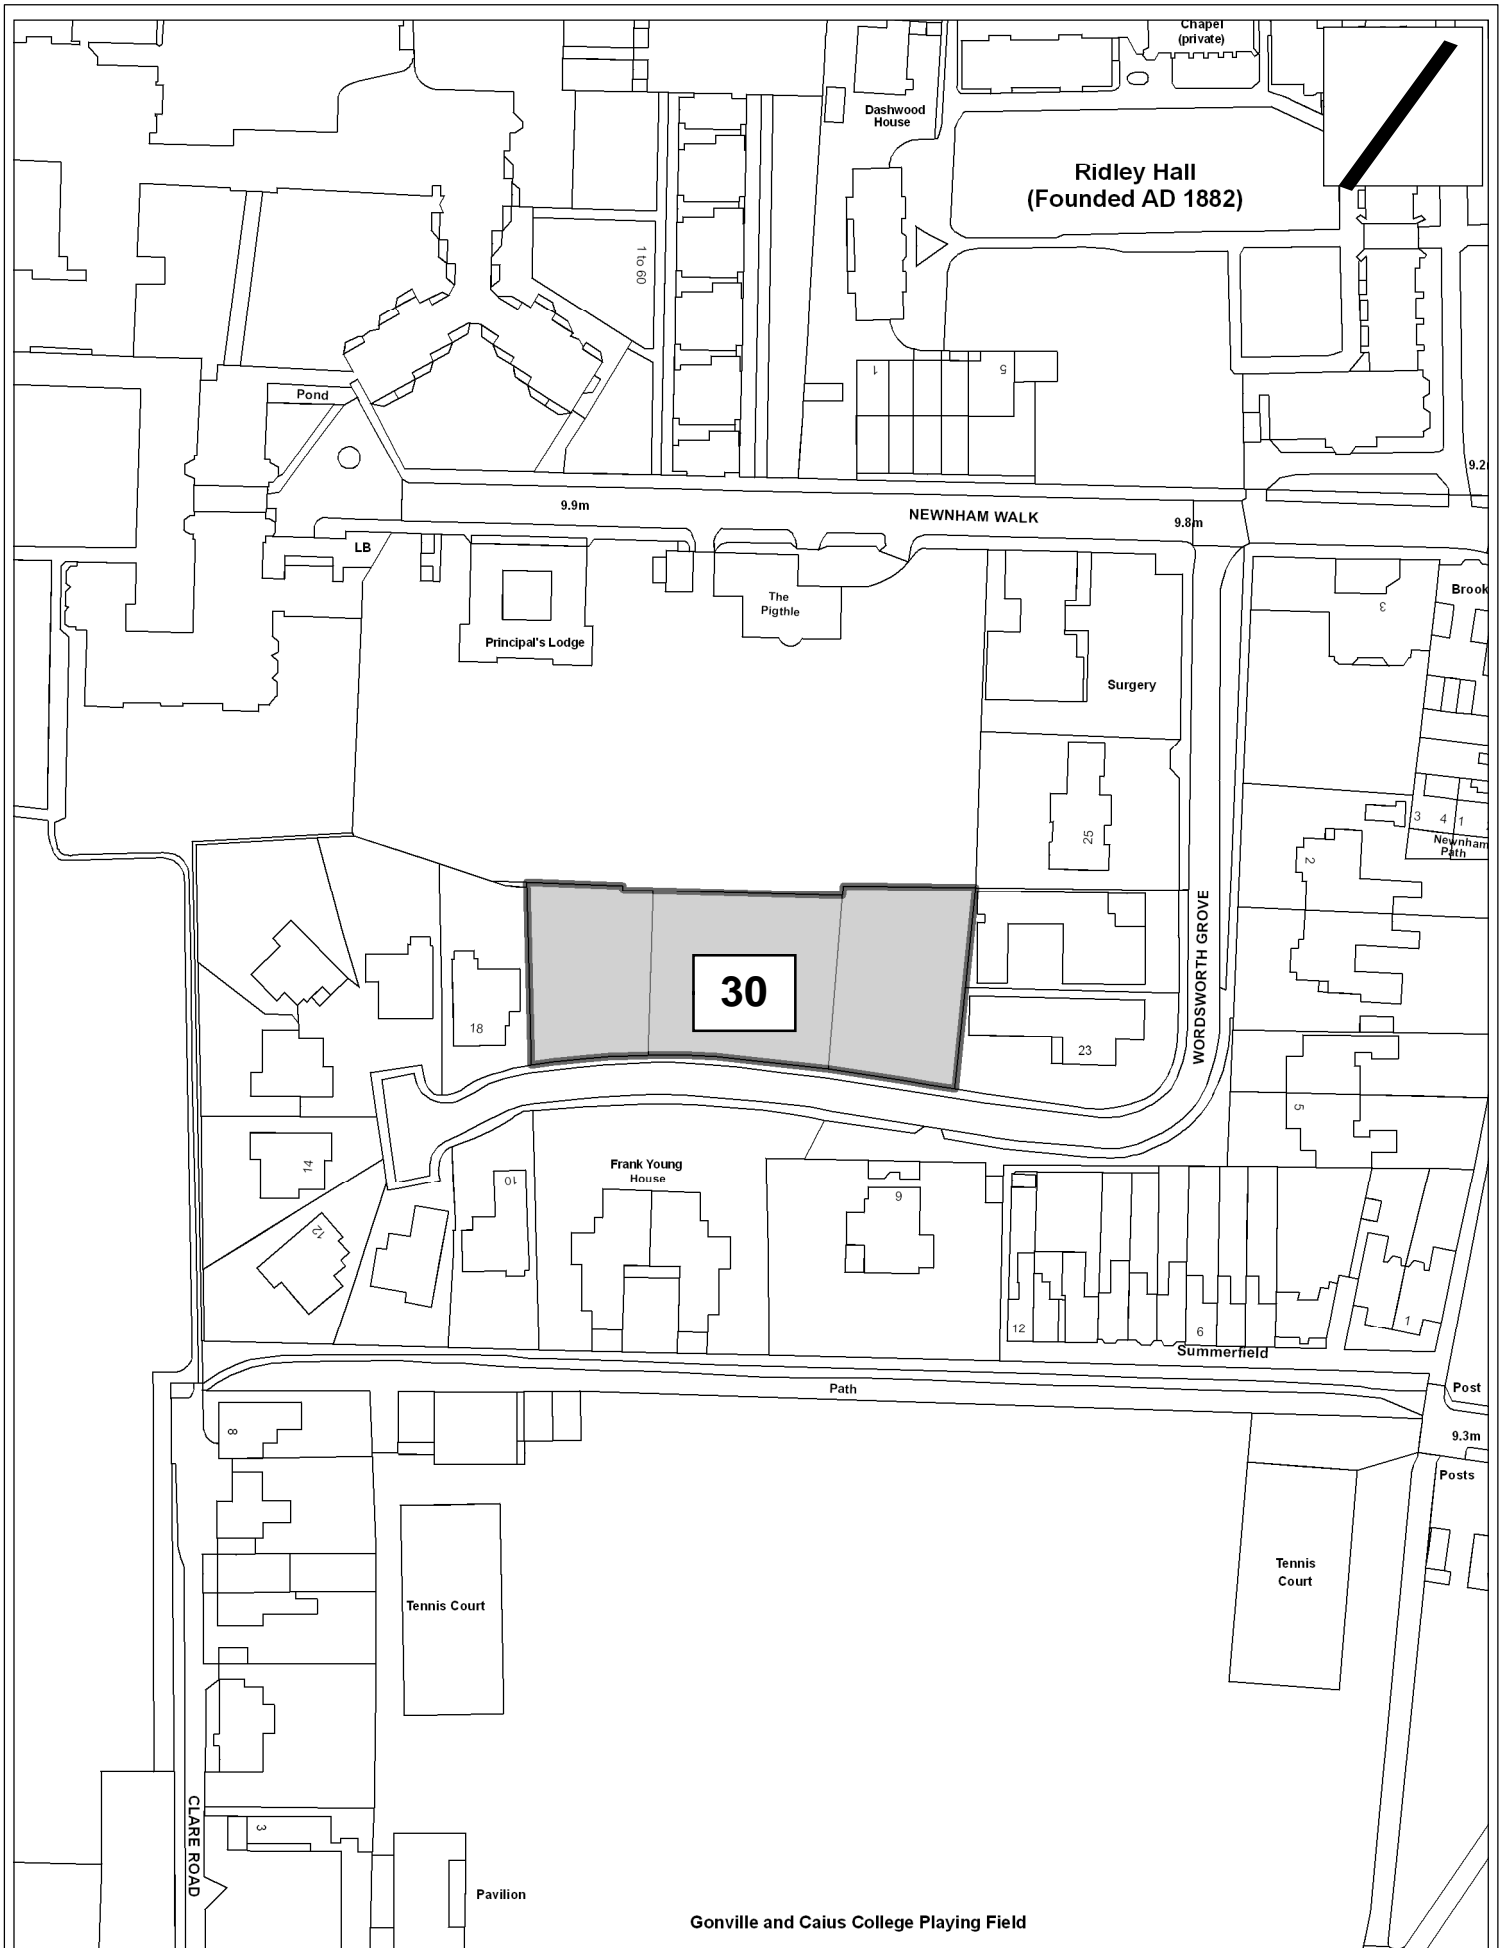 Chapel
(private)
Dashwood
House
Ridley Hall
(Founded AD 1882)
1 to 60
1
5
Pond
9.2
9.9m
NEWNHAM WALK
9.8m
LB
The
Pigthle
Principal's Lodge
Brook
3
Surgery
25
3
4
1
Newnham
Path
2
WORDSWORTH GROVE
30
18
23
5
14
Frank Young
House
10
9
12
12
6
1
Summerfield
Path
Post
8
9.3m
Posts
Tennis
Court
Tennis Court
CLARE ROAD
3
Pavilion
Gonville and Caius College Playing Field